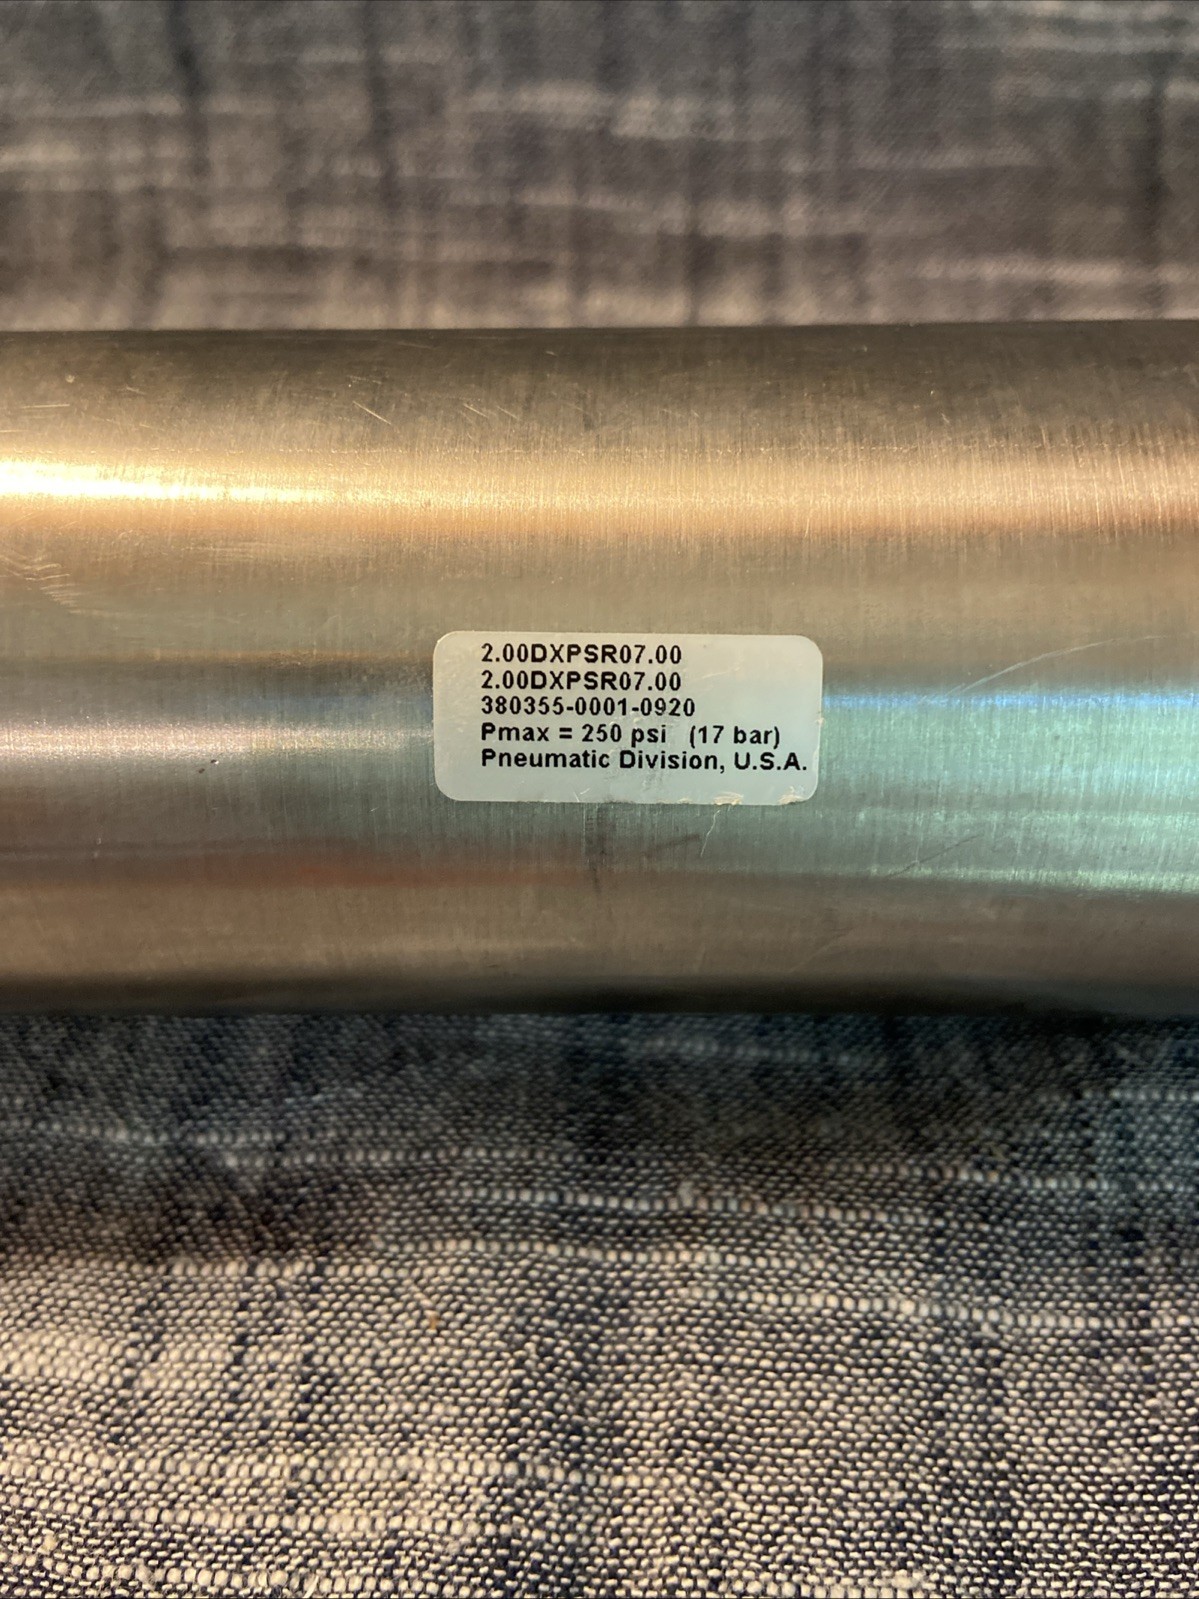 2.00DXPSR07.00
2.00DXPSR07.00
380355-0001-0920
Pmax = 250 psi (17 bar)
Pneumatic Division, U.S.A.